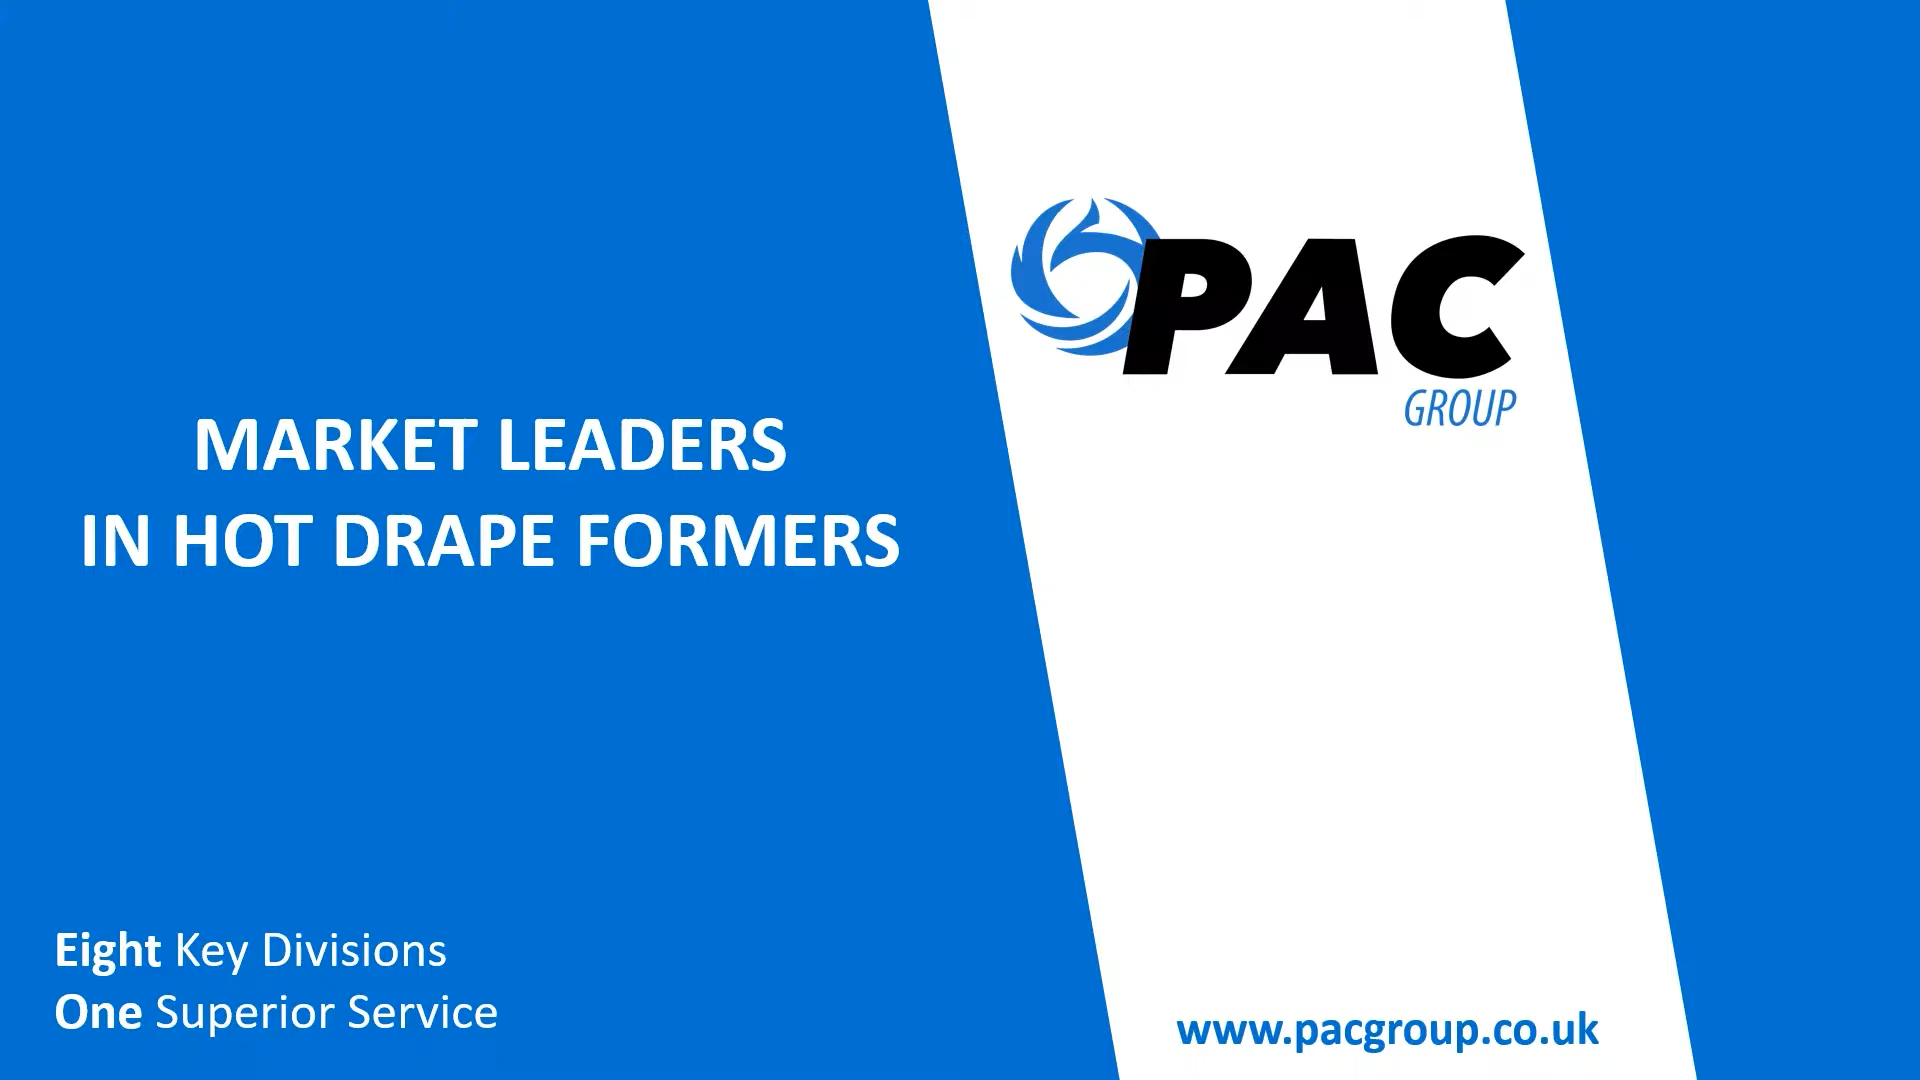 MARKET LEADERS
IN HOT DRAPE FORMERS
PAC
GROUP
Eight Key Divisions
One Superior Service
www.pacgroup.co.uk